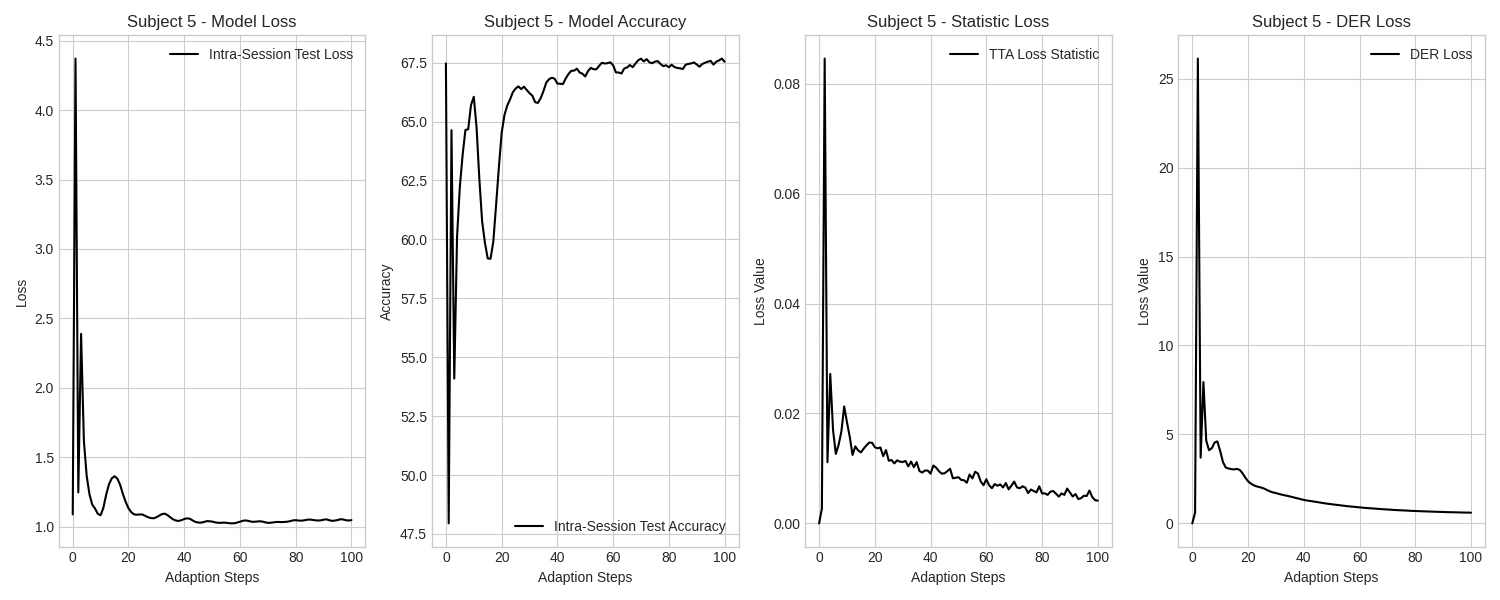 Subject 5 - Model Loss
Intra-Session Test Loss
4.5
4.0
3.5
3.0
2.5
2.0
1.5
1.0
Loss
0 20 40 60 80 100
Adaption Steps
Subject 5 - Model Accuracy
67.5
65.0
62.5
60.0
57.5
55.0
52.5
50.0
47.5
Accuracy
Intra-Session Test Accuracy
0 20 40 60 80 100
Adaption Steps
Subject 5 - Statistic Loss
TTA Loss Statistic
0.08
0.06
0.04
0.02
0.00
Loss Value
0 20 40 60 80 100
Adaption Steps
Subject 5 - DER Loss
DER Loss
25
20
15
10
5
0
Loss Value
0 20 40 60 80 100
Adaption Steps